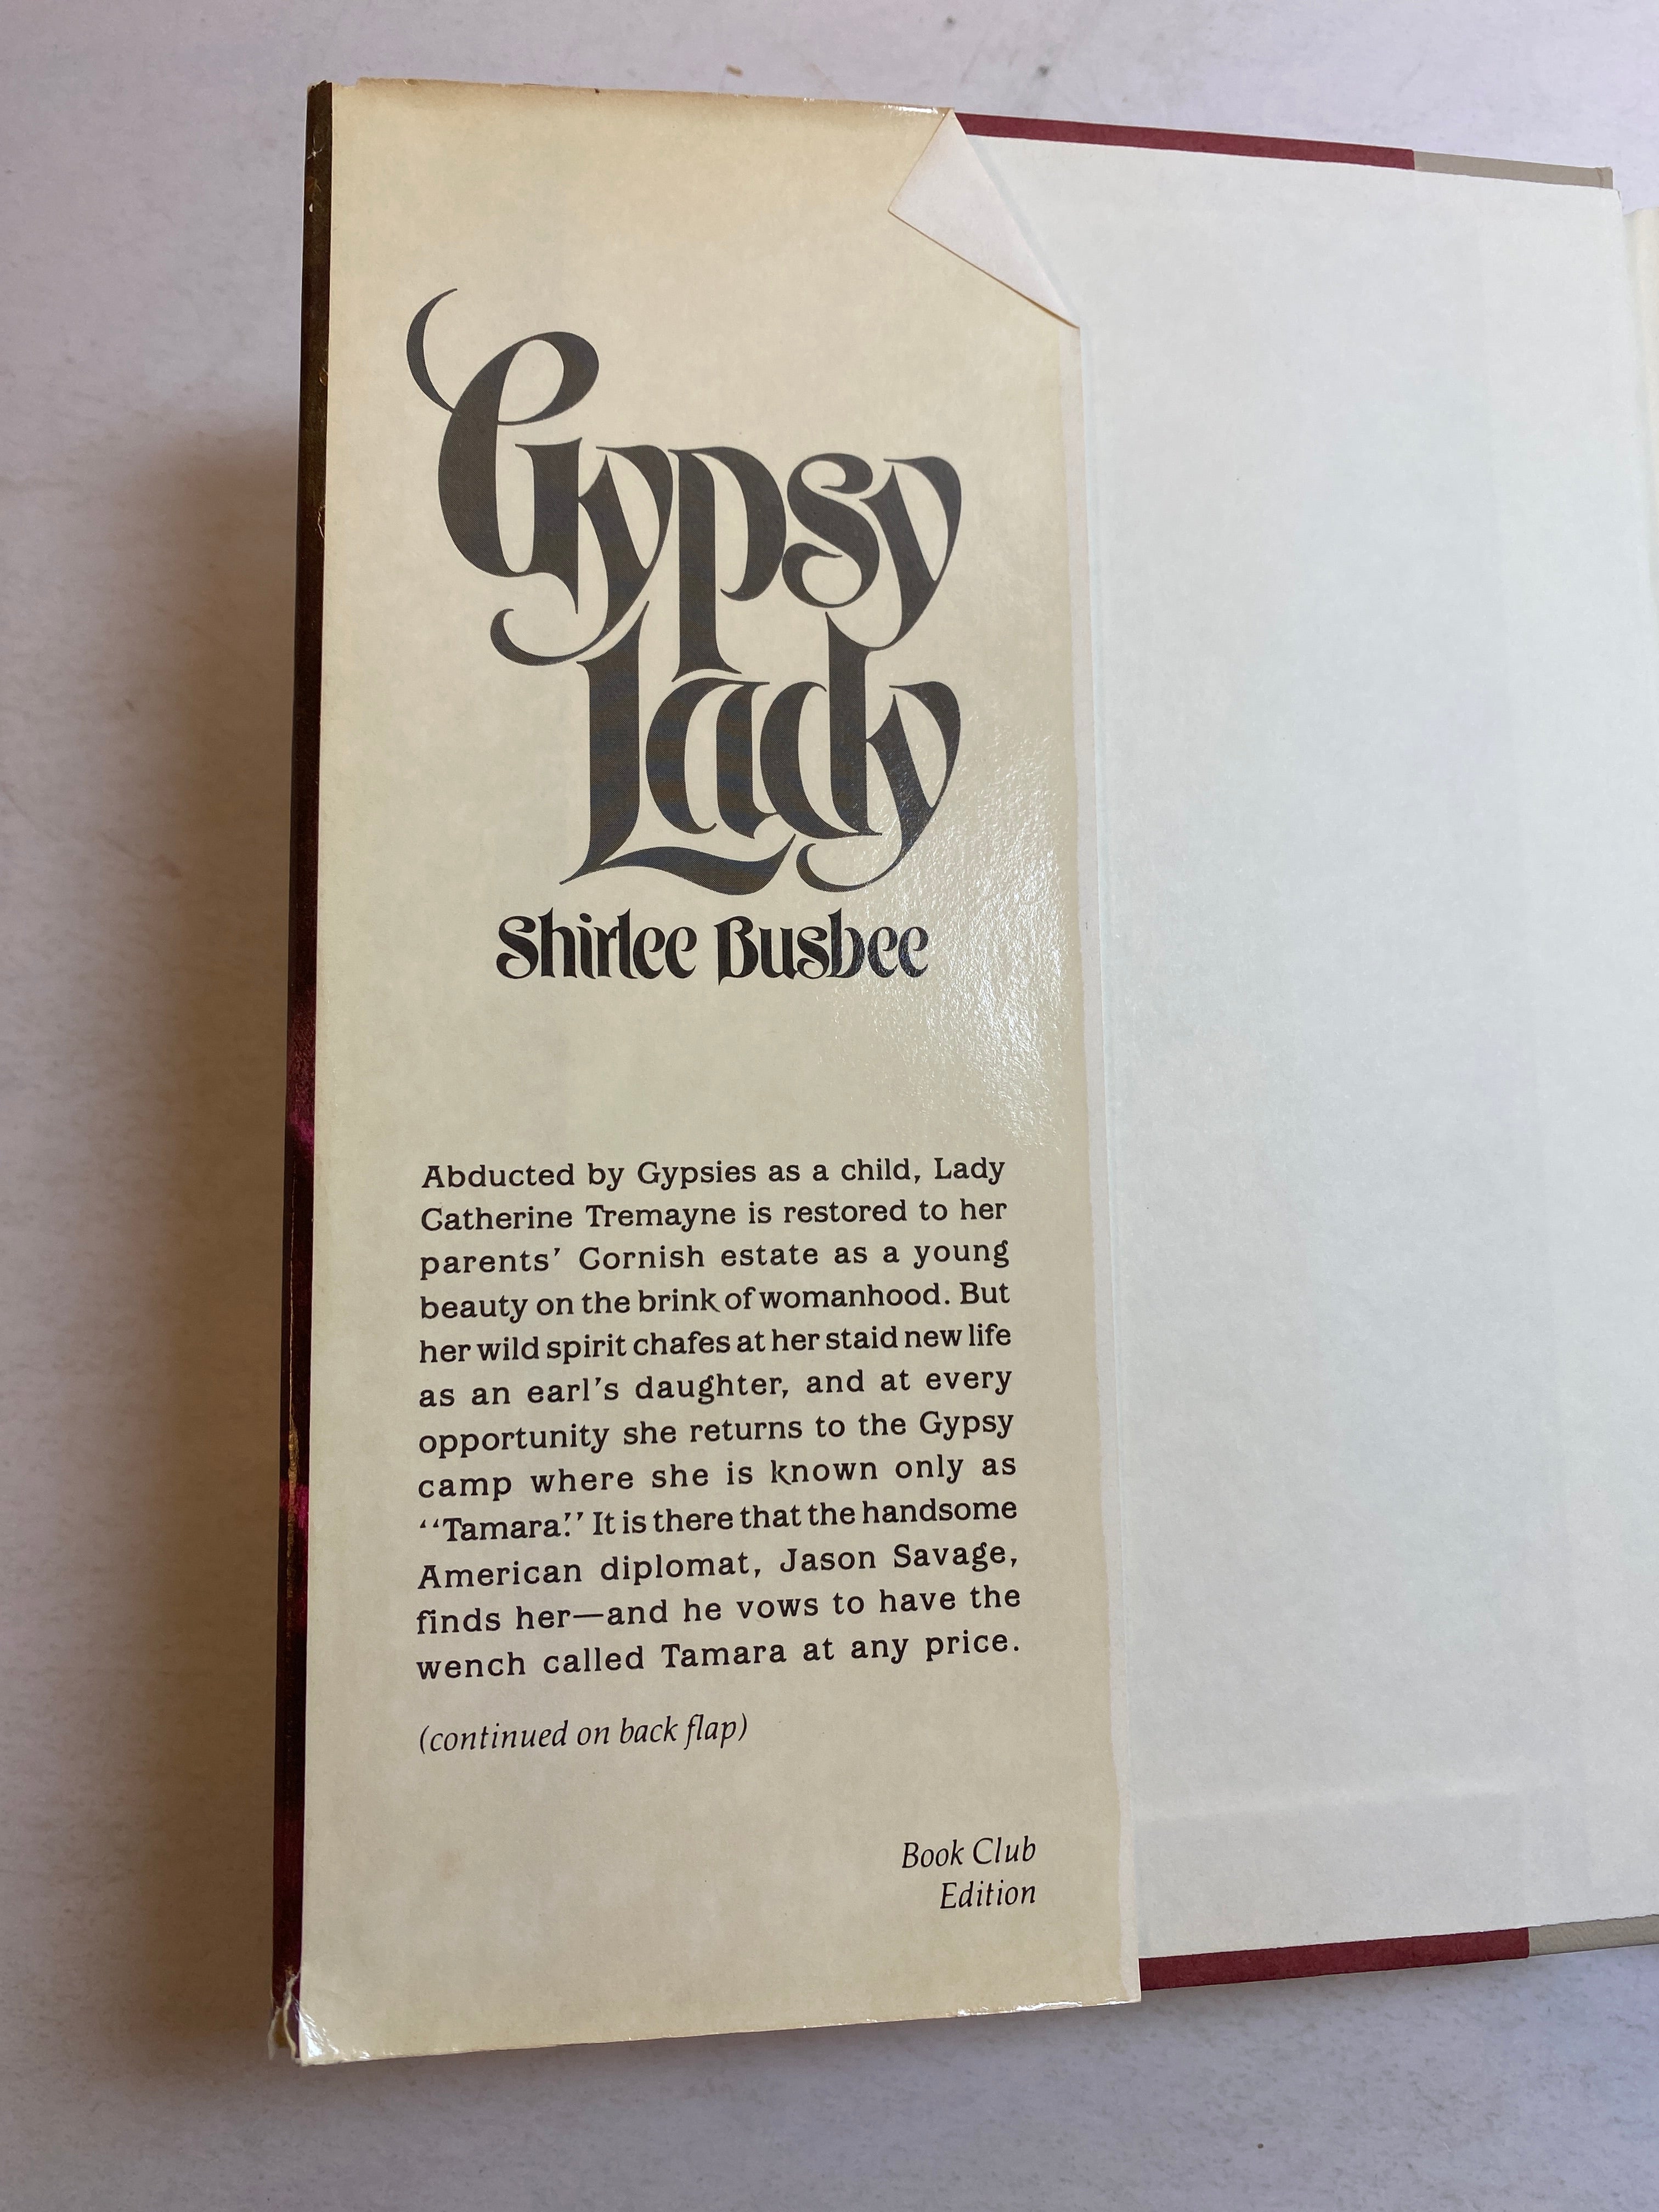 Gypsy
Lady
Shirlee Busbee
Abducted by Gypsies as a child, Lady
Catherine Tremayne is restored to her
parents’ Cornish estate as a young
beauty on the brink of womanhood. But
her wild spirit chafes at her staid new life
as an earl’s daughter, and at every
opportunity she returns to the Gypsy
camp where she is known only as
‘‘Tamara.’’ It is there that the handsome
American diplomat, Jason Savage,
finds her—and he vows to have the
wench called Tamara at any price.
(continued on back flap)
Book Club
Edition